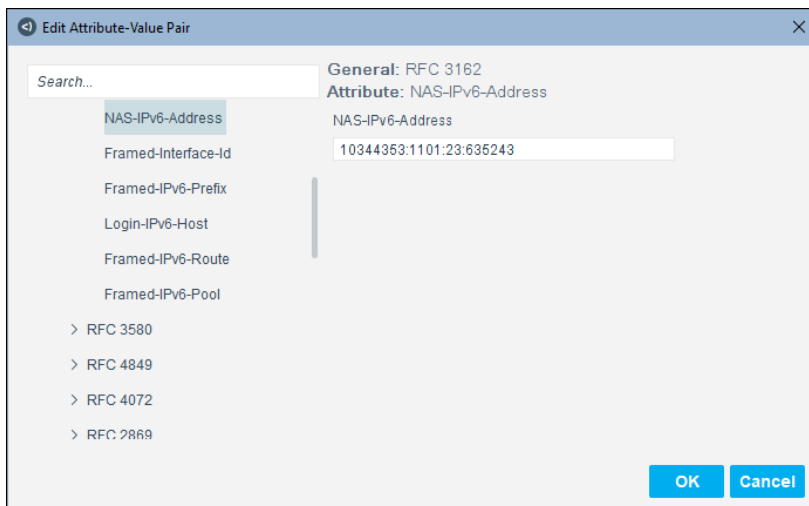 Edit Attribute-Value Pair
Search...
NAS-IPv6-Address
Framed-Interface-Id
Framed-IPv6-Prefix
Login-IPv6-Host
Framed-IPv6-Route
Framed-IPv6-Pool
RFC 3580
RFC 4849
RFC 4072
RFC 2869
General: RFC 3162
Attribute: NAS-IPv6-Address
NAS-IPv6-Address
10344353:1101:23:635243
OK
Cancel